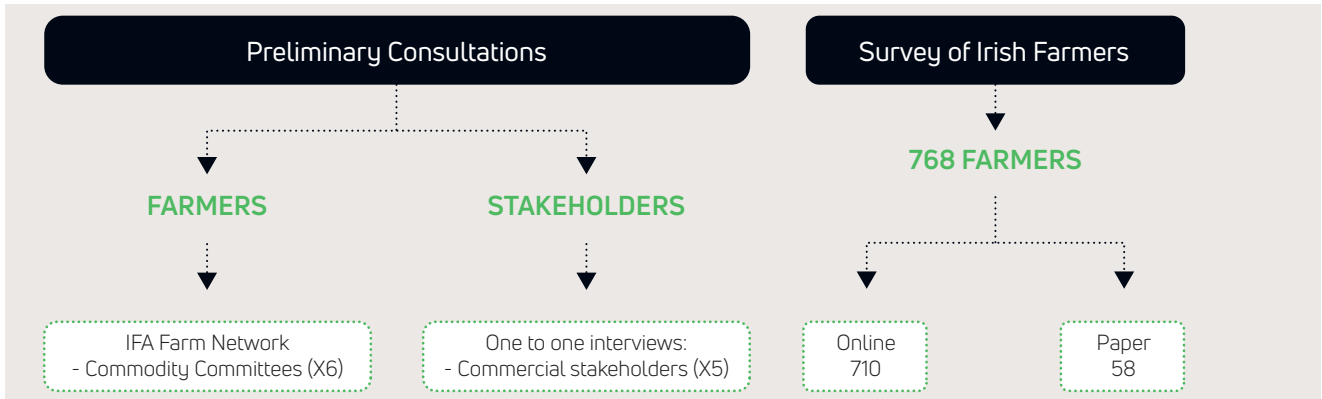 Preliminary Consultations
Survey of Irish Farmers
FARMERS
STAKEHOLDERS
768 FARMERS
IFA Farm Network
- Commodity Committees (X6)
One to one interviews:
- Commercial stakeholders (X5)
Online
710
Paper
58